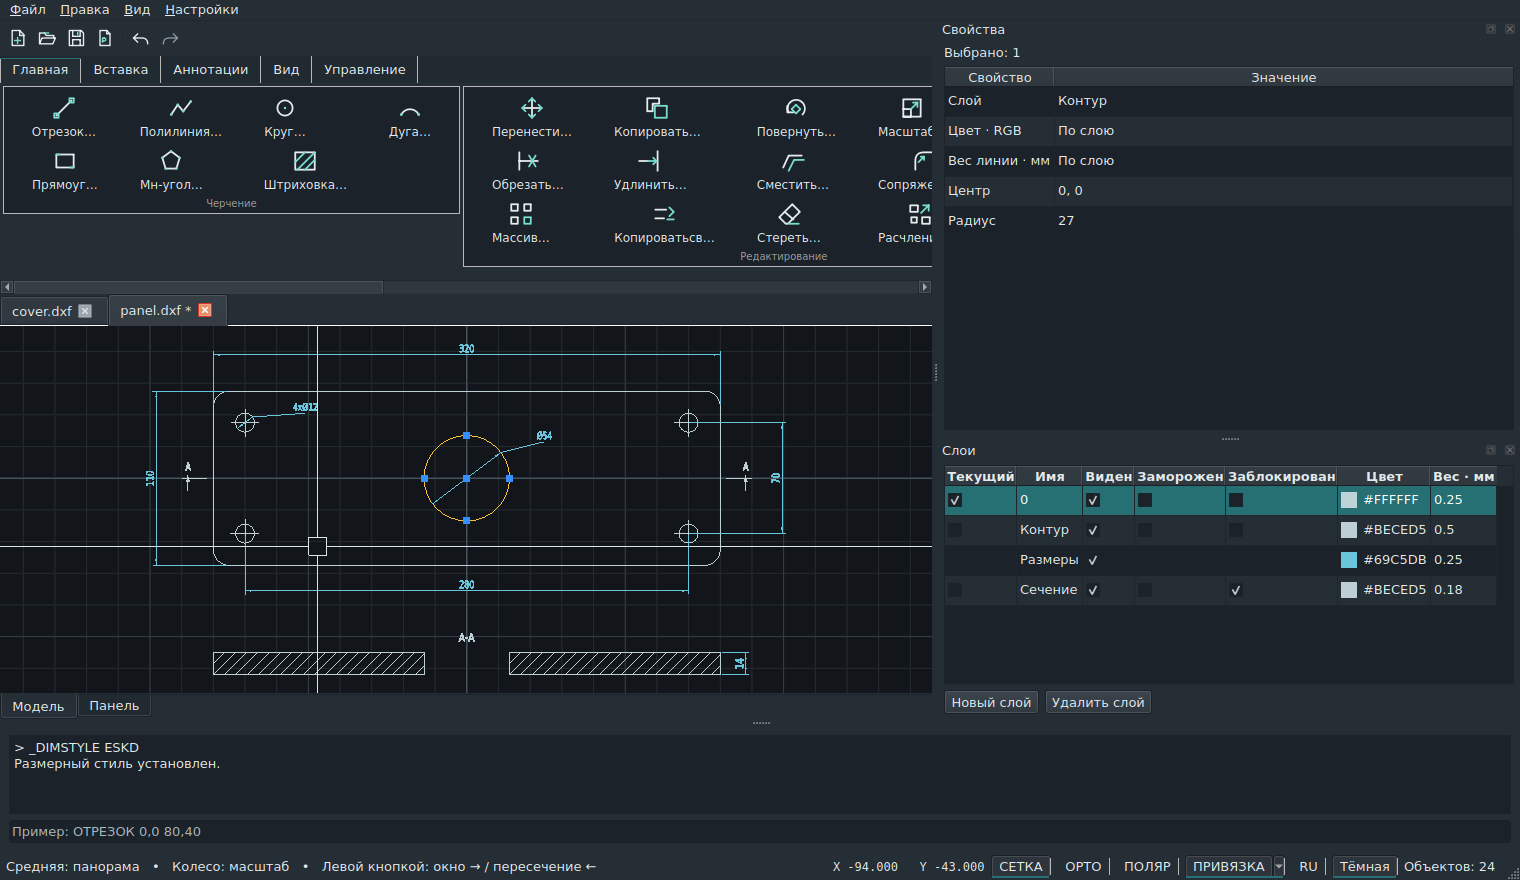 Файл Правка Вид Настройки
Главная Вставка Аннотации Вид Управление
Отрезок... Полилиния... Круг... Дуга...
Прямоуг... Мн-угол... Штриховка...
Черчение
Перенести... Копировать... Повернуть... Масштаб
Обрезать... Удлинить... Сместить... Сопряже
Массив... Копироватьсв... Стереть... Расчлени
Редактирование
cover.dxf panel.dxf *
320
4xØ12
Ø54
A A
110
70
280
A-A
14
Модель Панель
Свойства
Выбрано: 1
Свойство Значение
Слой Контур
Цвет · RGB По слою
Вес линии · мм По слою
Центр 0, 0
Радиус 27
Слои
Текущий Имя Виден Заморожен Заблокирован Цвет Вес · мм
0 #FFFFFF 0.25
Контур #BECED5 0.5
Размеры #69C5DB 0.25
Сечение #BECED5 0.18
Новый слой Удалить слой
> _DIMSTYLE ESKD
Размерный стиль установлен.
Пример: ОТРЕЗОК 0,0 80,40
Средняя: панорама • Колесо: масштаб • Левой кнопкой: окно → / пересечение ← X -94.000 Y -43.000 СЕТКА ОРТО ПОЛЯР ПРИВЯЗКА RU Тёмная Объектов: 24